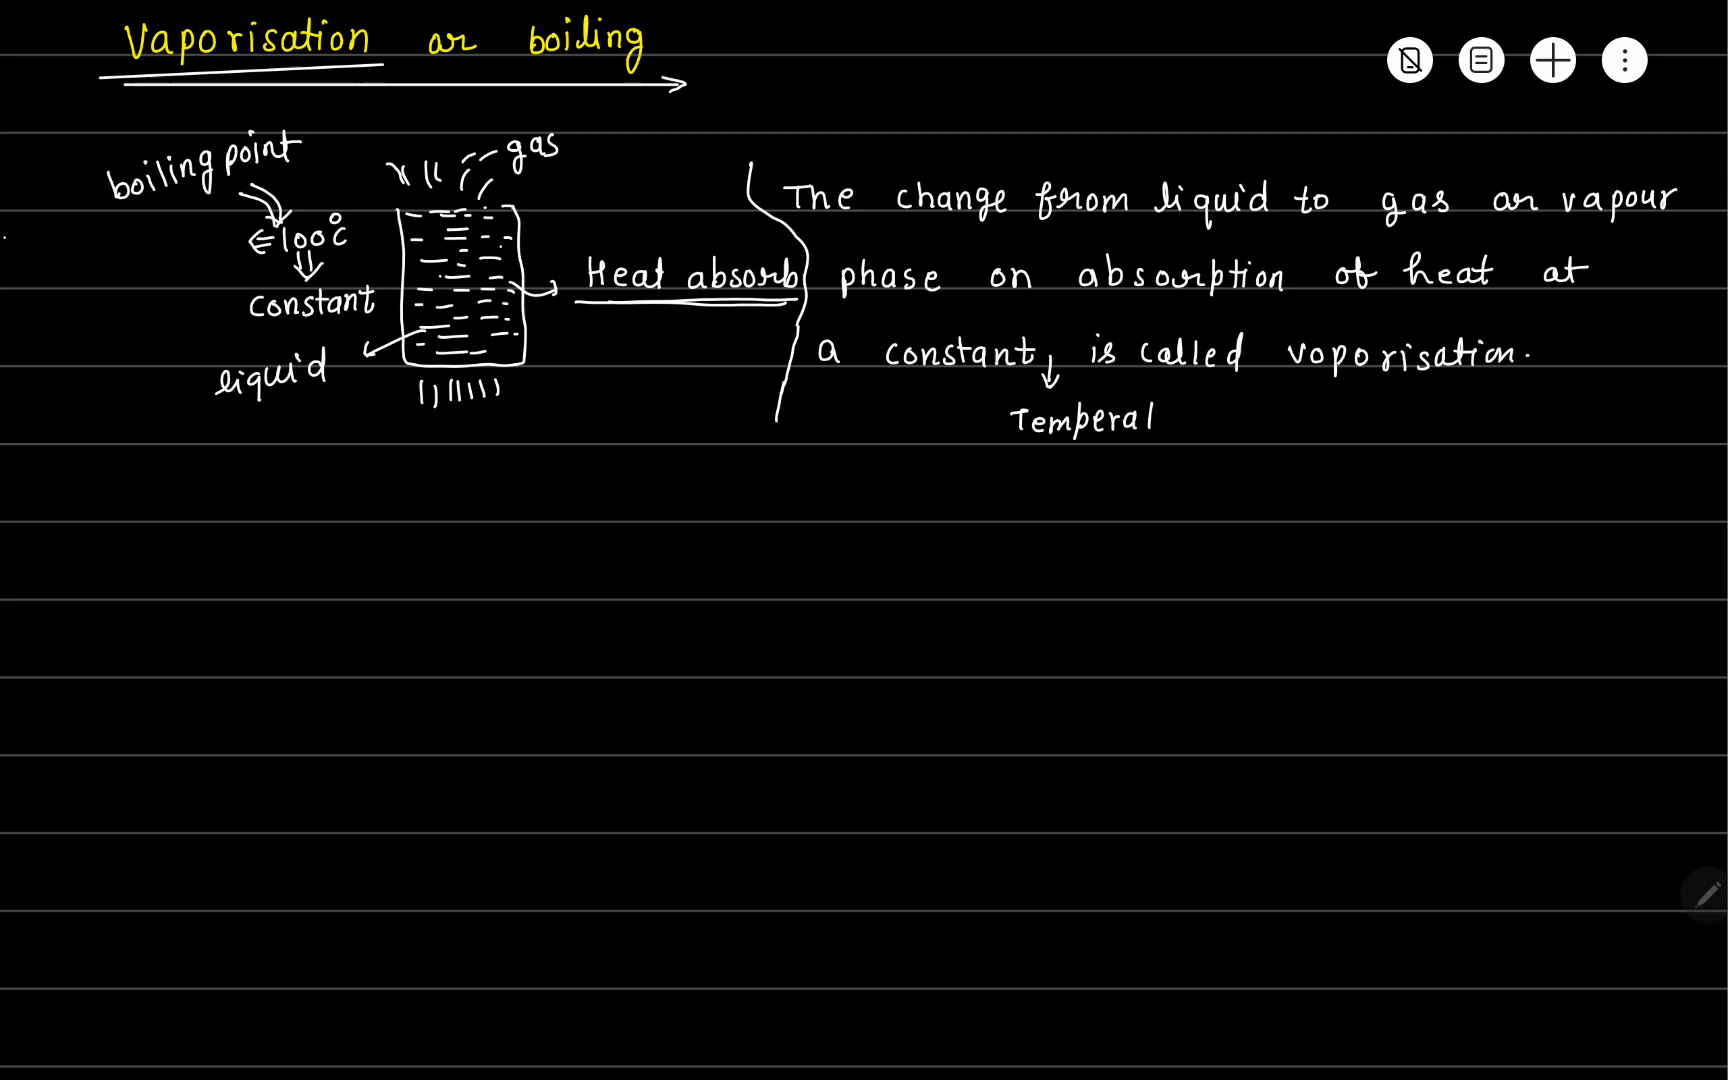 Vaporisation or boiling
boiling point
100°C
constant
liquid
gas
Heat absorb
The change from liquid to gas or vapour
phase on absorption of heat at
a constant, is called voporisation.
Temperal